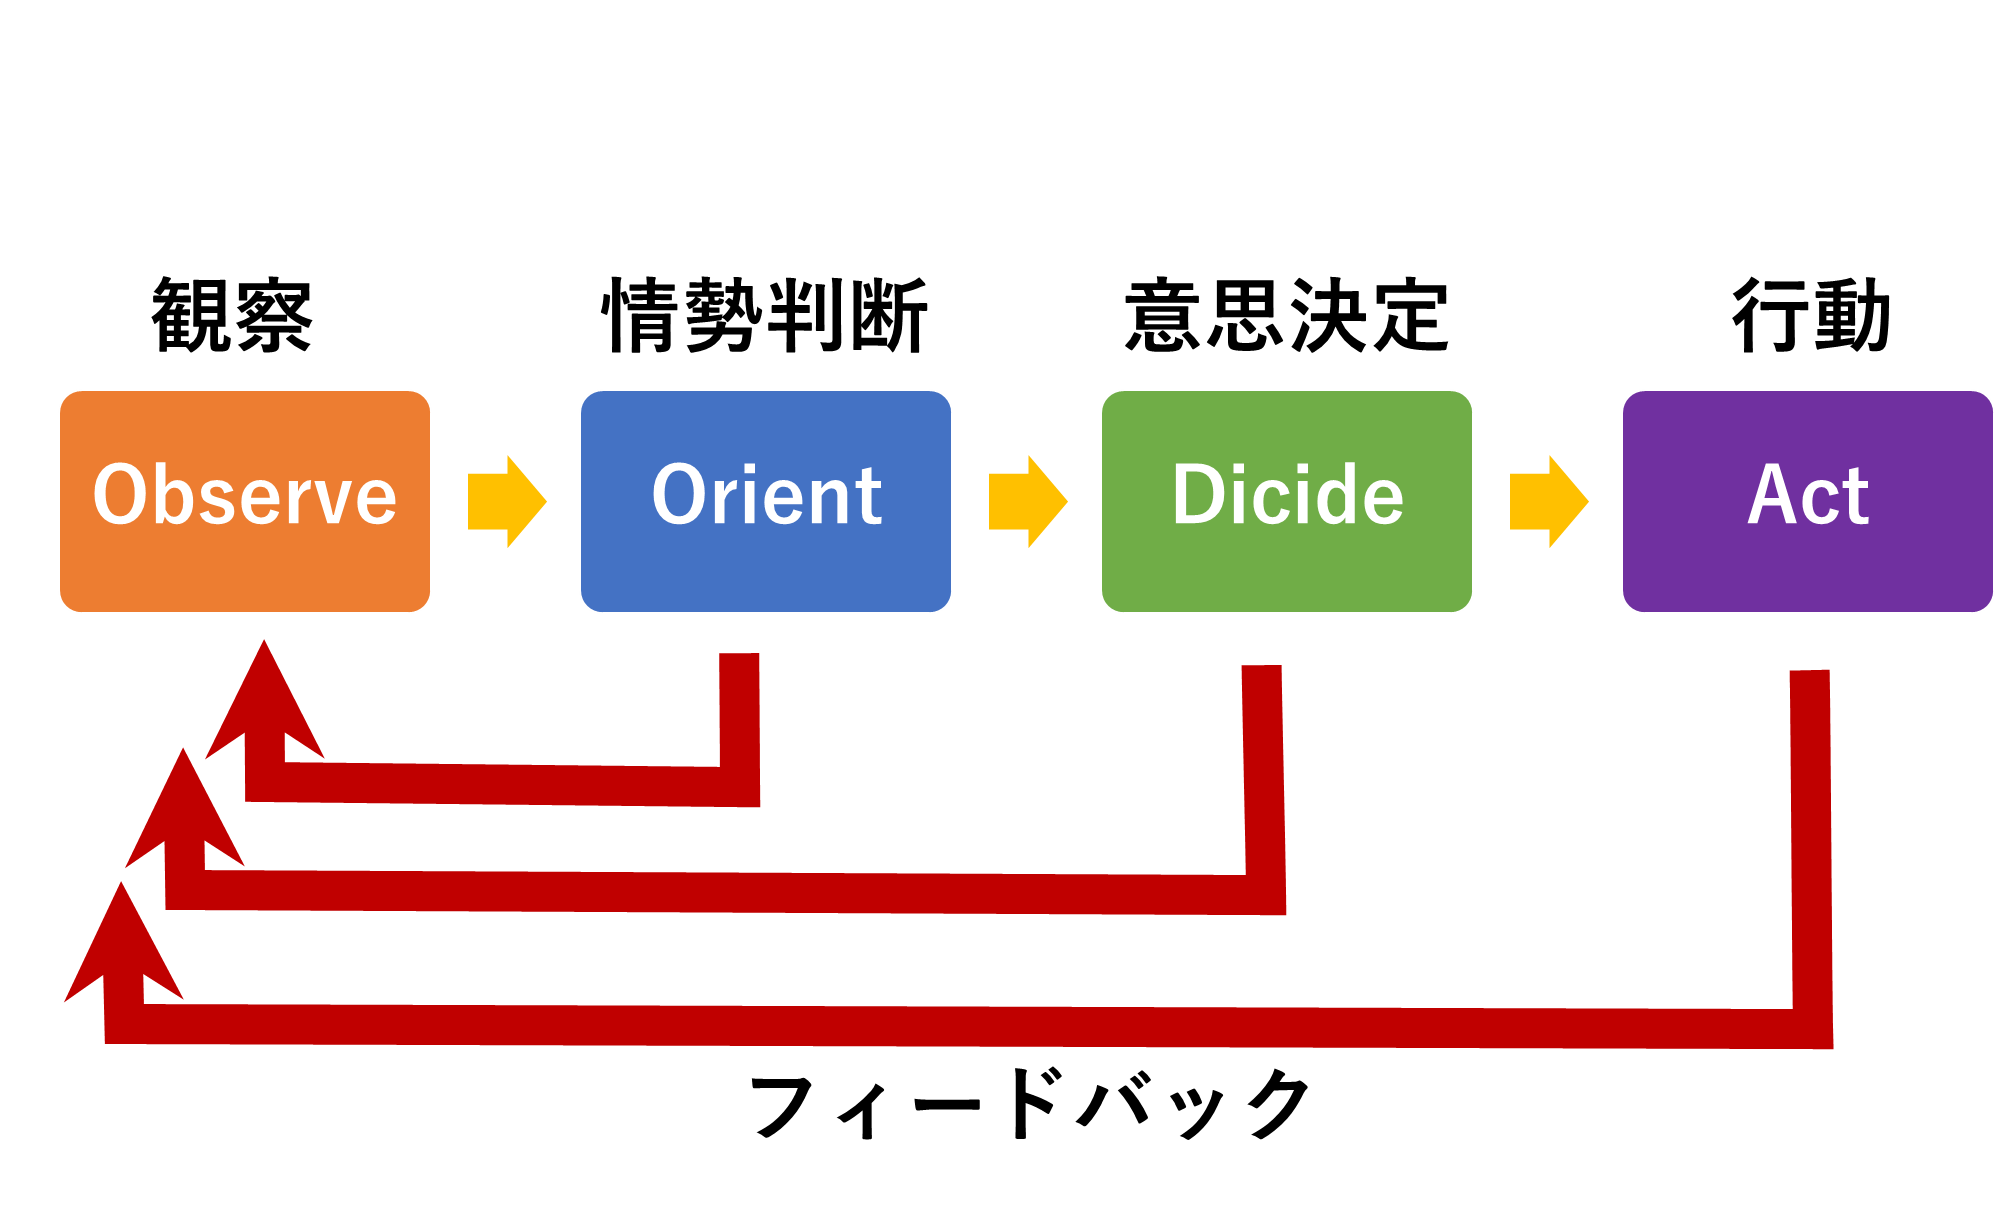 観察 情勢判断 意思決定 行動
Observe Orient Dicide Act
フィードバック